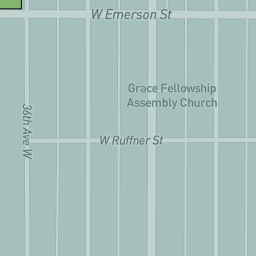 W Emerson St
Grace Fellowship
Assembly Church
W Ruffner St
36th Ave W